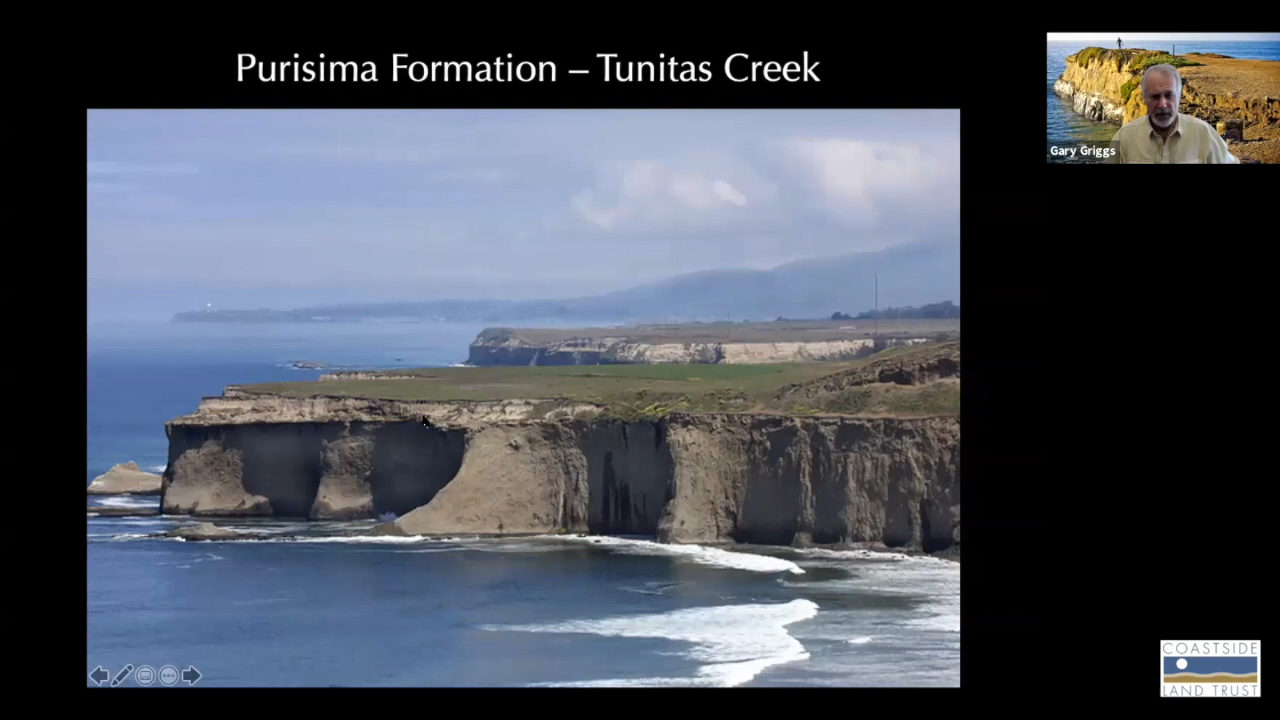 Purisima Formation – Tunitas Creek
Gary Griggs
COASTSIDE
LAND TRUST